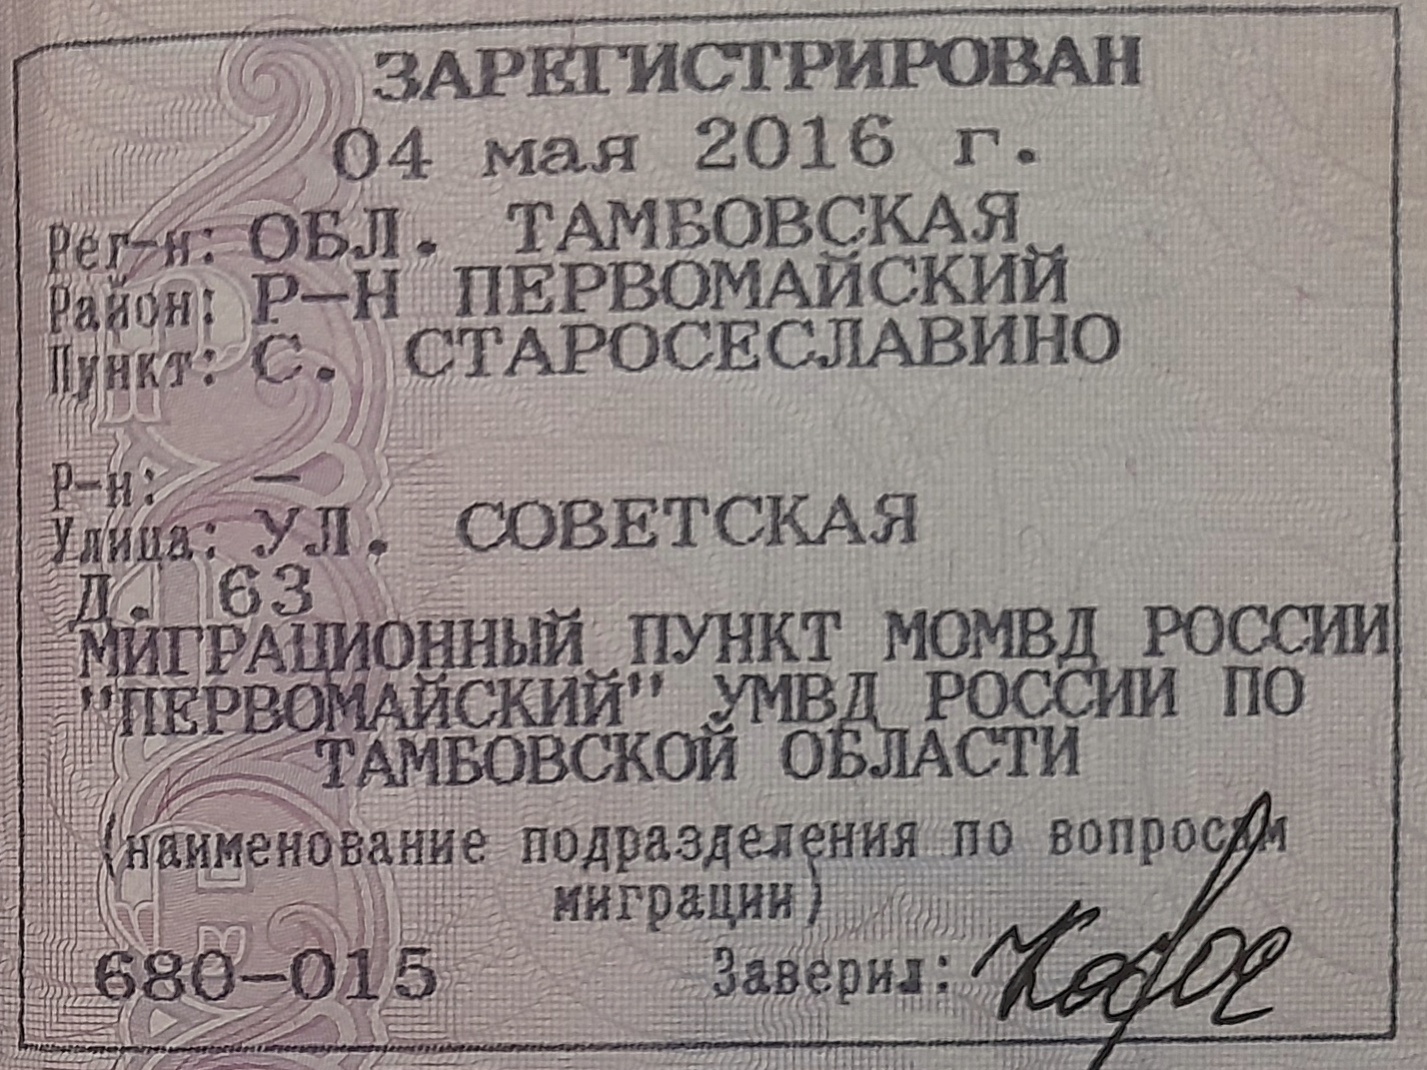 ЗАРЕГИСТРИРОВАН
04 мая 2016 г.
Рег-н: ОБЛ. ТАМБОВСКАЯ
Район: Р-Н ПЕРВОМАЙСКИЙ
Пункт: С. СТАРОСЕСЛАВИНО
Р-н: –
Улица: УЛ. СОВЕТСКАЯ
Д. 63
МИГРАЦИОННЫЙ ПУНКТ МОМВД РОССИИ
"ПЕРВОМАЙСКИЙ" УМВД РОССИИ ПО
ТАМБОВСКОЙ ОБЛАСТИ
(наименование подразделения по вопросам
миграции)
680-015 Заверил: